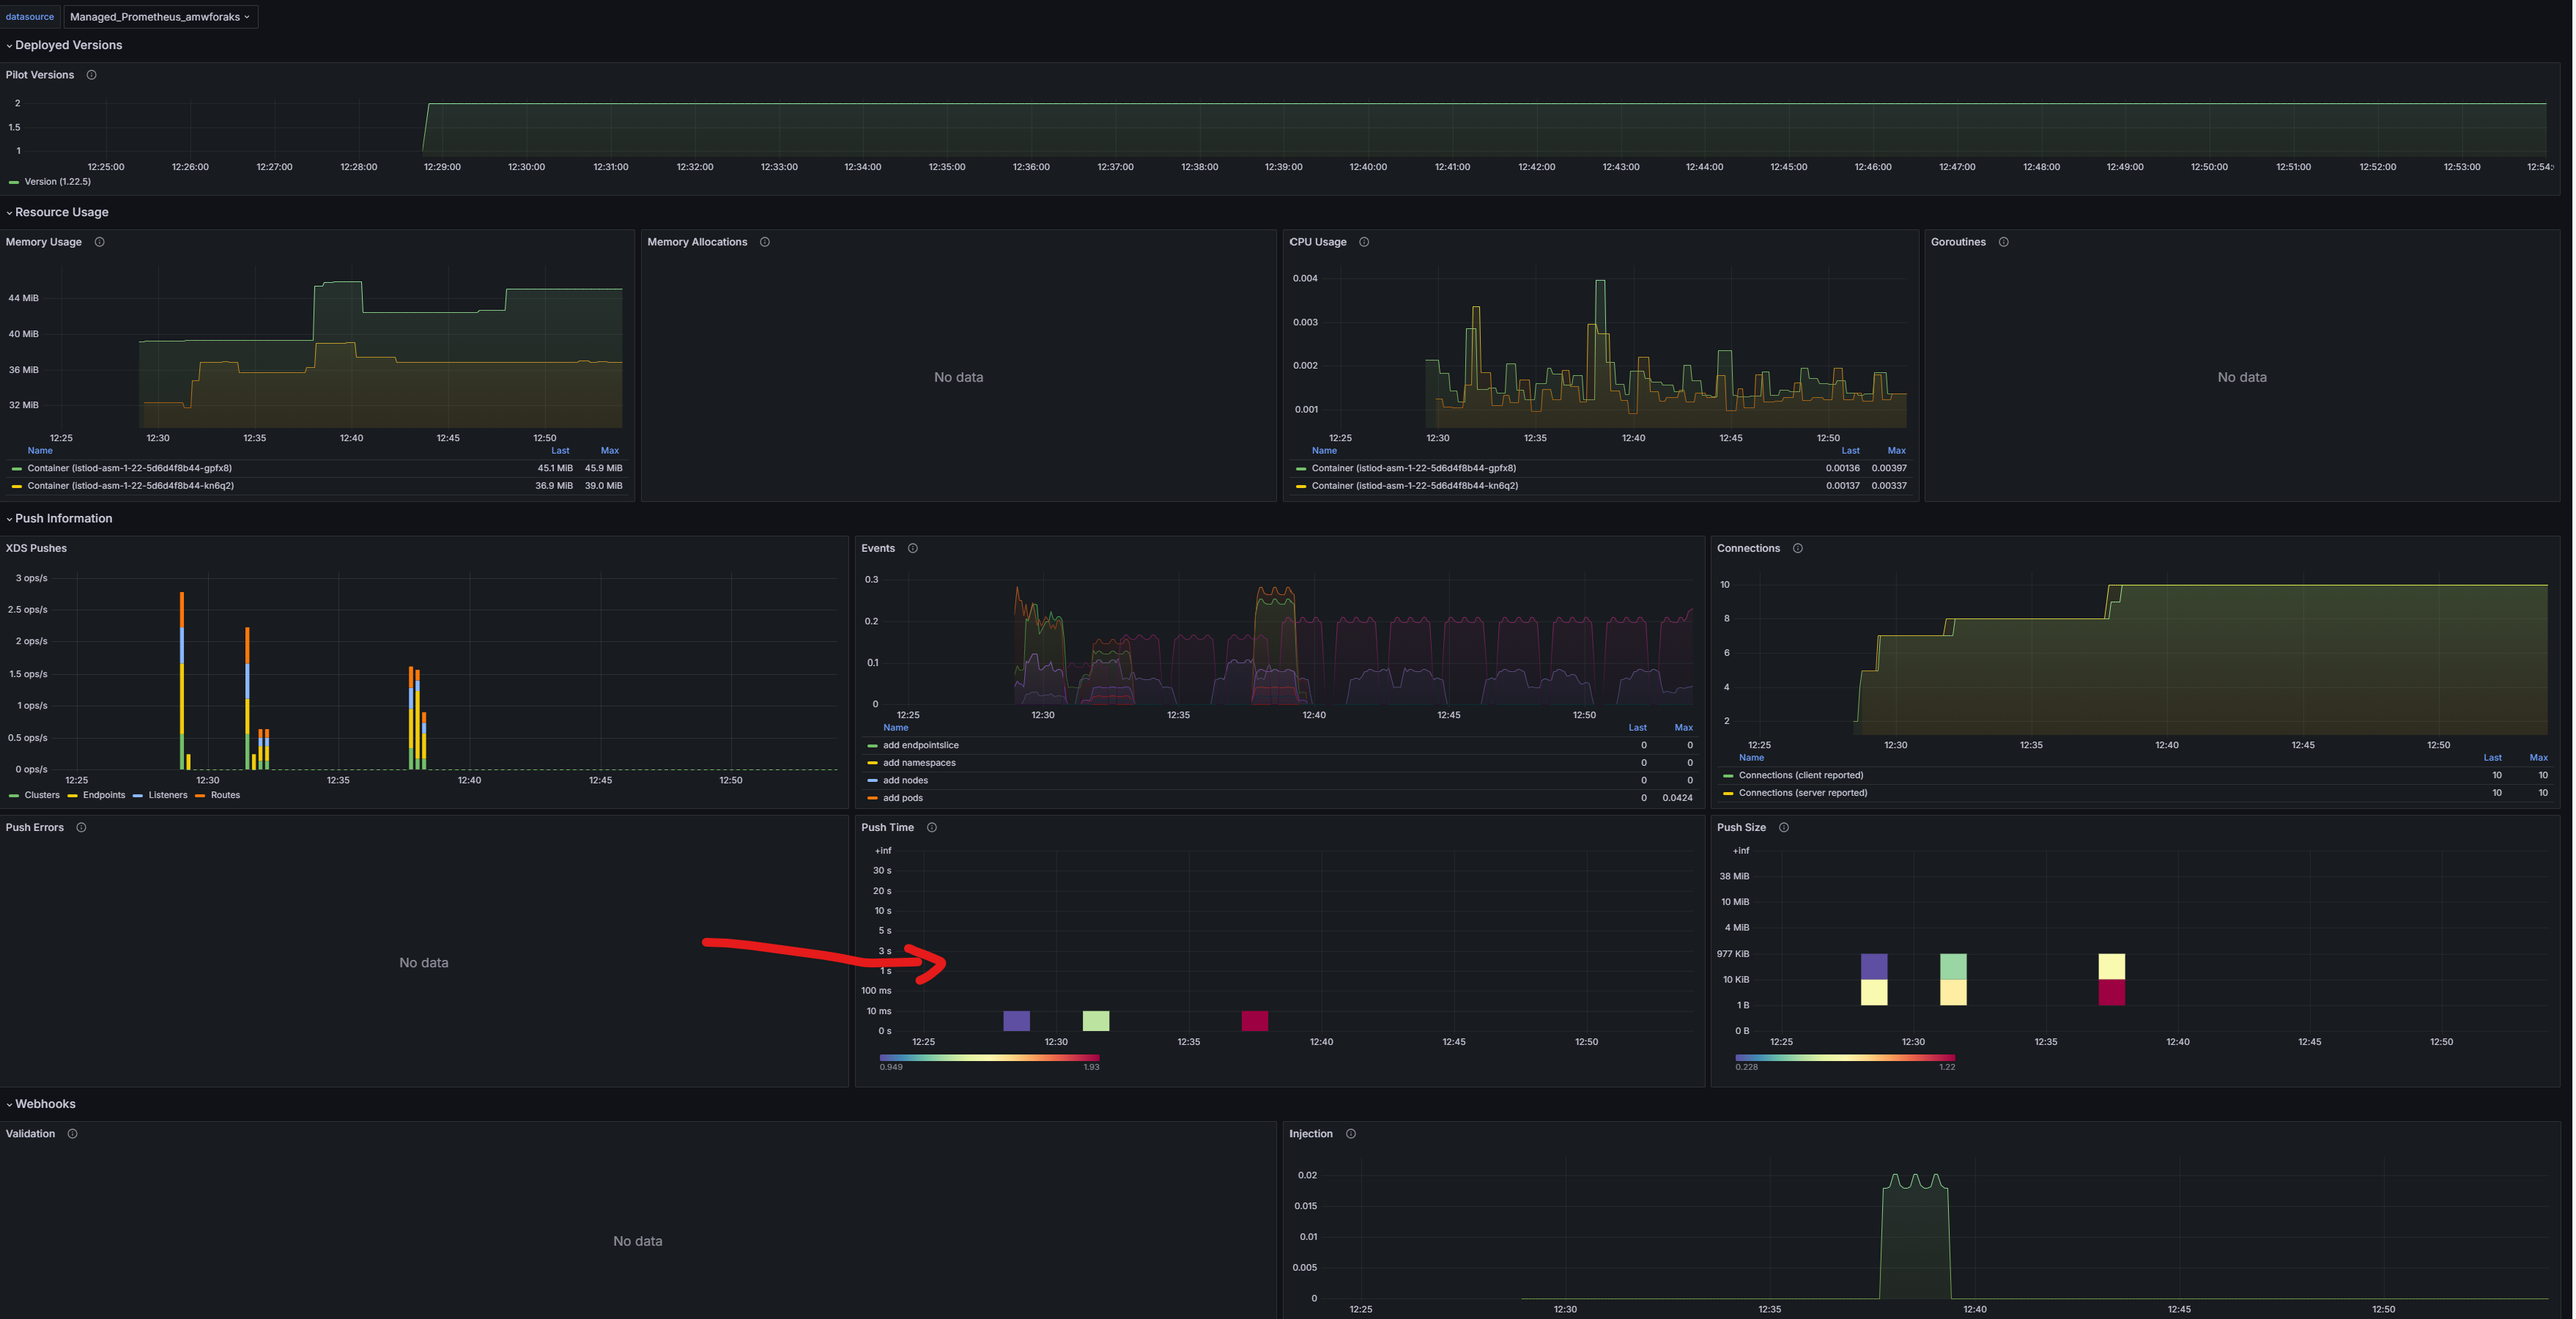 datasource Managed_Prometheus_amwforaks
Deployed Versions
Pilot Versions
2
1.5
1
12:25:00 12:26:00 12:27:00 12:28:00 12:29:00 12:30:00 12:31:00 12:32:00 12:33:00 12:34:00 12:35:00 12:36:00 12:37:00 12:38:00 12:39:00 12:40:00 12:41:00 12:42:00 12:43:00 12:44:00 12:45:00 12:46:00 12:47:00 12:48:00 12:49:00 12:50:00 12:51:00 12:52:00 12:53:00 12:54:
Version (1.22.5)
Resource Usage
Memory Usage
44 MiB
40 MiB
36 MiB
32 MiB
12:25 12:30 12:35 12:40 12:45 12:50
Name Last Max
Container (istiod-asm-1-22-5d6d4f8b44-gpfx8) 45.1 MiB 45.9 MiB
Container (istiod-asm-1-22-5d6d4f8b44-kn6q2) 36.9 MiB 39.0 MiB
Memory Allocations
No data
CPU Usage
0.004
0.003
0.002
0.001
12:25 12:30 12:35 12:40 12:45 12:50
Name Last Max
Container (istiod-asm-1-22-5d6d4f8b44-gpfx8) 0.00136 0.00397
Container (istiod-asm-1-22-5d6d4f8b44-kn6q2) 0.00137 0.00337
Goroutines
No data
Push Information
XDS Pushes
3 ops/s
2.5 ops/s
2 ops/s
1.5 ops/s
1 ops/s
0.5 ops/s
0 ops/s
12:25 12:30 12:35 12:40 12:45 12:50
Clusters Endpoints Listeners Routes
Events
0.3
0.2
0.1
0
12:25 12:30 12:35 12:40 12:45 12:50
Name Last Max
add endpointslice 0 0
add namespaces 0 0
add nodes 0 0
add pods 0 0.0424
Connections
10
8
6
4
2
12:25 12:30 12:35 12:40 12:45 12:50
Name Last Max
Connections (client reported) 10 10
Connections (server reported) 10 10
Push Errors
No data
Push Time
+inf
30 s
20 s
10 s
5 s
3 s
1 s
100 ms
10 ms
0 s
12:25 12:30 12:35 12:40 12:45 12:50
0.949 1.93
Push Size
+inf
38 MiB
10 MiB
4 MiB
977 KiB
10 KiB
1 B
0 B
12:25 12:30 12:35 12:40 12:45 12:50
0.228 1.22
Webhooks
Validation
No data
Injection
0.02
0.015
0.01
0.005
0
12:25 12:30 12:35 12:40 12:45 12:50